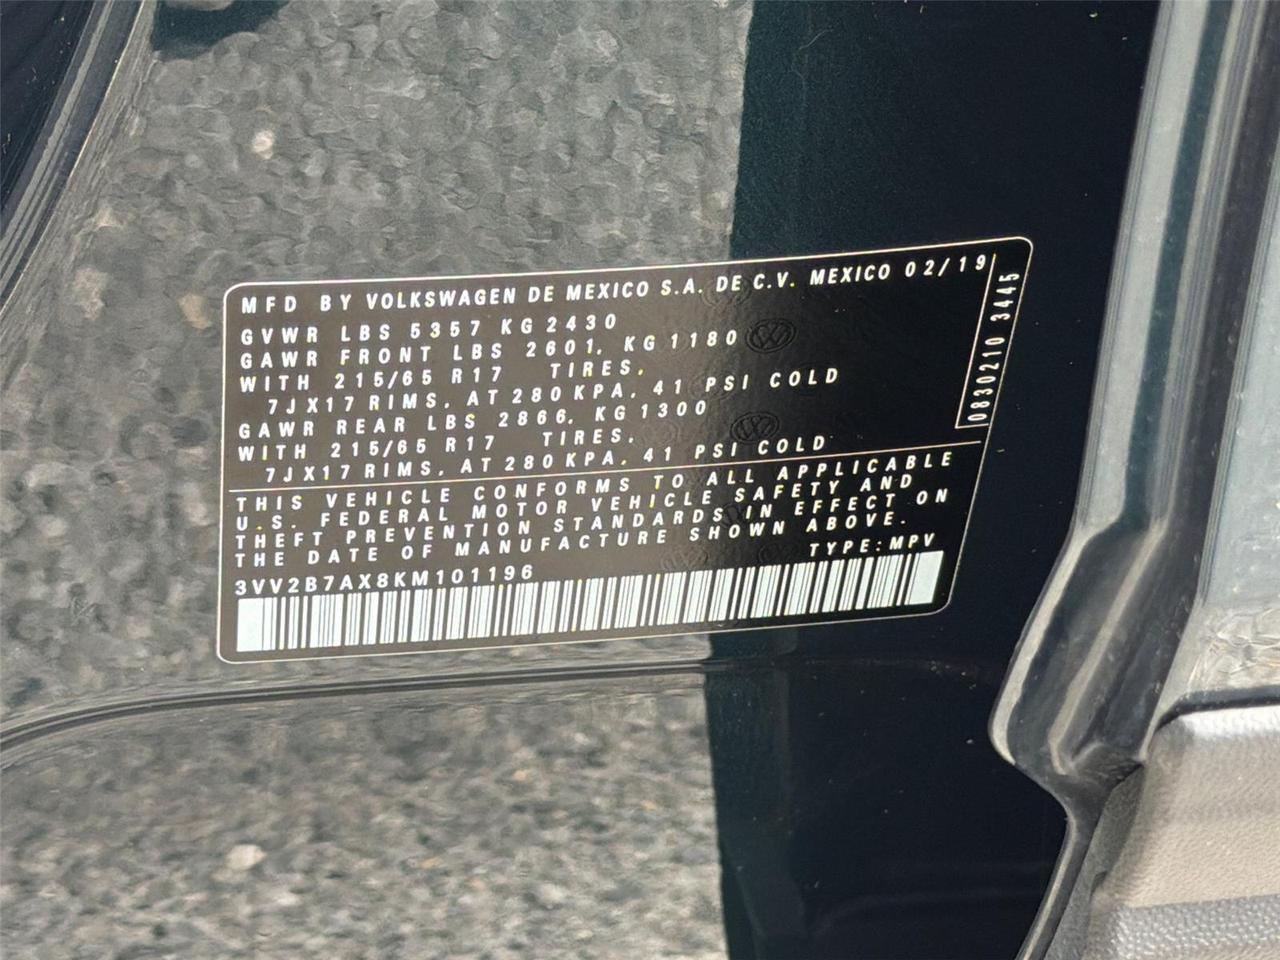 MFD BY VOLKSWAGEN DE MEXICO S.A. DE C.V. MEXICO 02/19
GVWR LBS 5357 KG 2430
GAWR FRONT LBS 2601, KG 1180
WITH 215/65 R17 TIRES,
7JX17 RIMS, AT 280 KPA, 41 PSI COLD
GAWR REAR LBS 2866, KG 1300
WITH 215/65 R17 TIRES,
7JX17 RIMS, AT 280 KPA, 41 PSI COLD
0830210 3445
THIS VEHICLE CONFORMS TO ALL APPLICABLE
U.S. FEDERAL MOTOR VEHICLE SAFETY AND
THEFT PREVENTION STANDARDS IN EFFECT ON
THE DATE OF MANUFACTURE SHOWN ABOVE.
3VV2B7AX8KM101196 TYPE:MPV